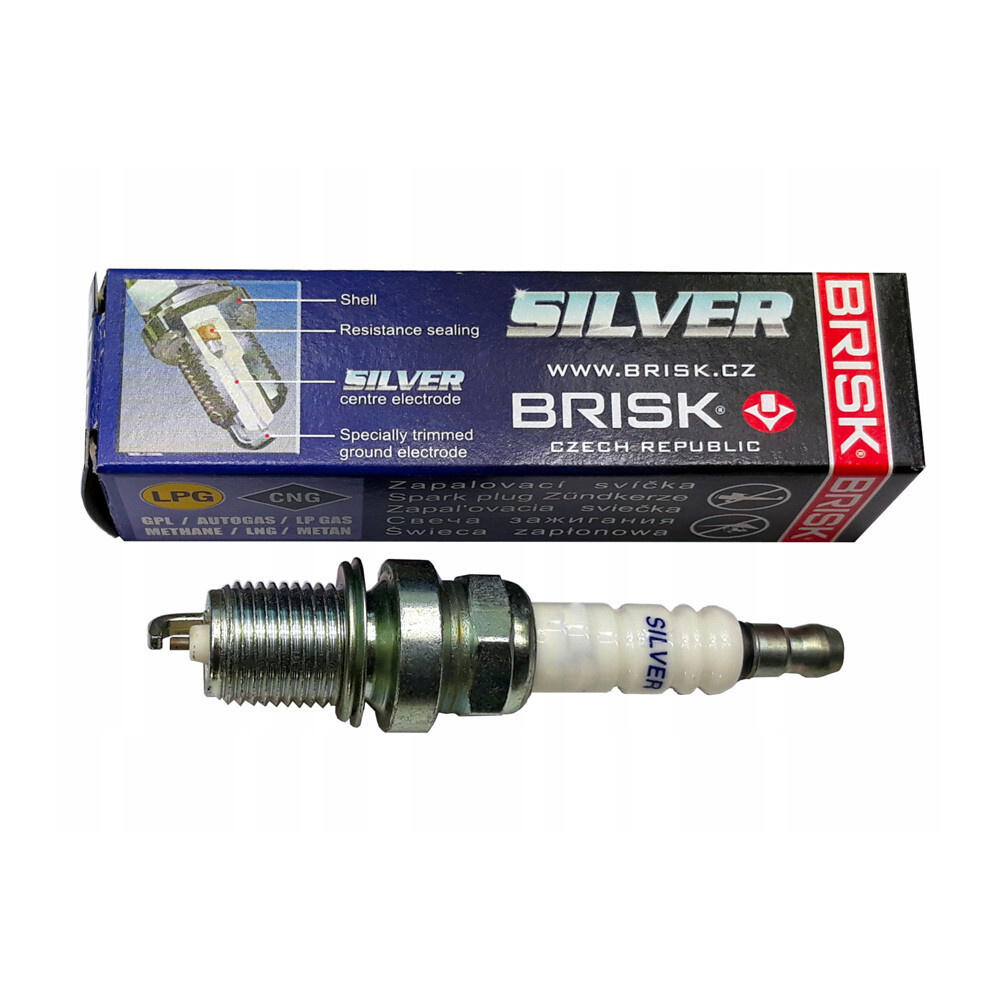 Shell
Resistance sealing
SILVER
centre electrode
Specially trimmed
ground electrode
SILVER
WWW.BRISK.CZ
BRISK®
CZECH REPUBLIC
BRISK®
BRISK
LPG
CNG
GPL / AUTOGAS / LP GAS
METHANE / LNG / METAN
Zapalovací svíčka
Spark plug Zündkerze
Zapaľovacia sviečka
Свеча зажигания
Świeca zapłonowa
SILVER